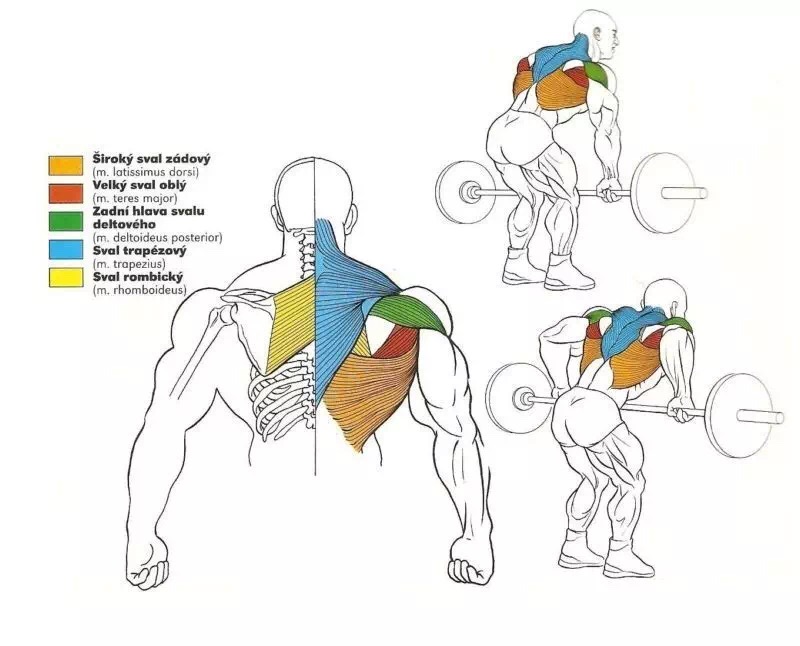 Široký sval zádový
(m. latissimus dorsi)
Velký sval oblý
(m. teres major)
Zadní hlava svalu
deltového
(m. deltoideus posterior)
Sval trapézový
(m. trapezius)
Sval rombický
(m. rhomboideus)